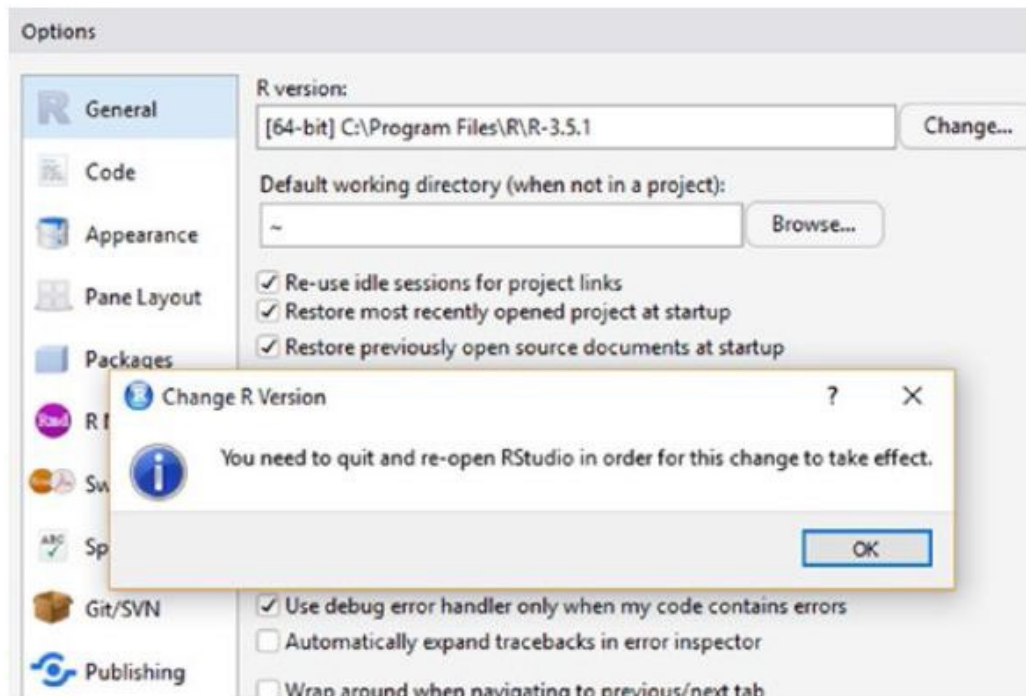 Options
General
Code
Appearance
Pane Layout
Packages
Rmd R
Sw
ABC Sp
Git/SVN
Publishing
R version:
[64-bit] C:\Program Files\R\R-3.5.1
Change...
Default working directory (when not in a project):
~
Browse...
Re-use idle sessions for project links
Restore most recently opened project at startup
Restore previously open source documents at startup
Change R Version
? X
You need to quit and re-open RStudio in order for this change to take effect.
OK
Use debug error handler only when my code contains errors
Automatically expand tracebacks in error inspector
Wrap around when navigating to previous/next tab